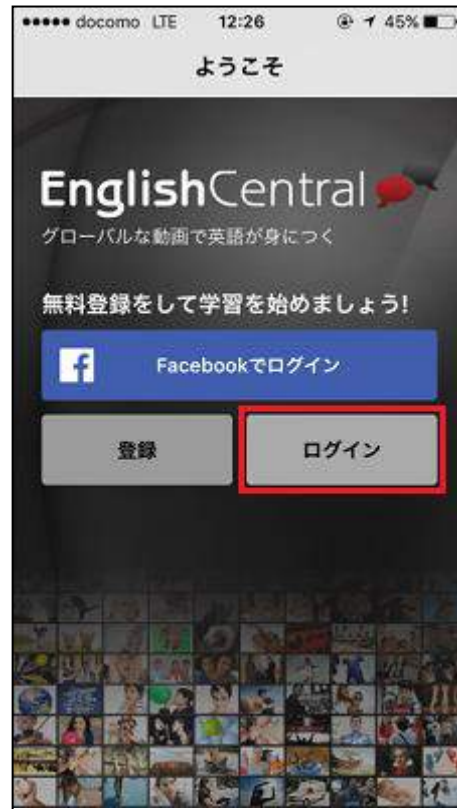 docomo LTE 12:26 45%
ようこそ
EnglishCentral
グローバルな動画で英語が身につく
無料登録をして学習を始めましょう!
Facebookでログイン
登録
ログイン